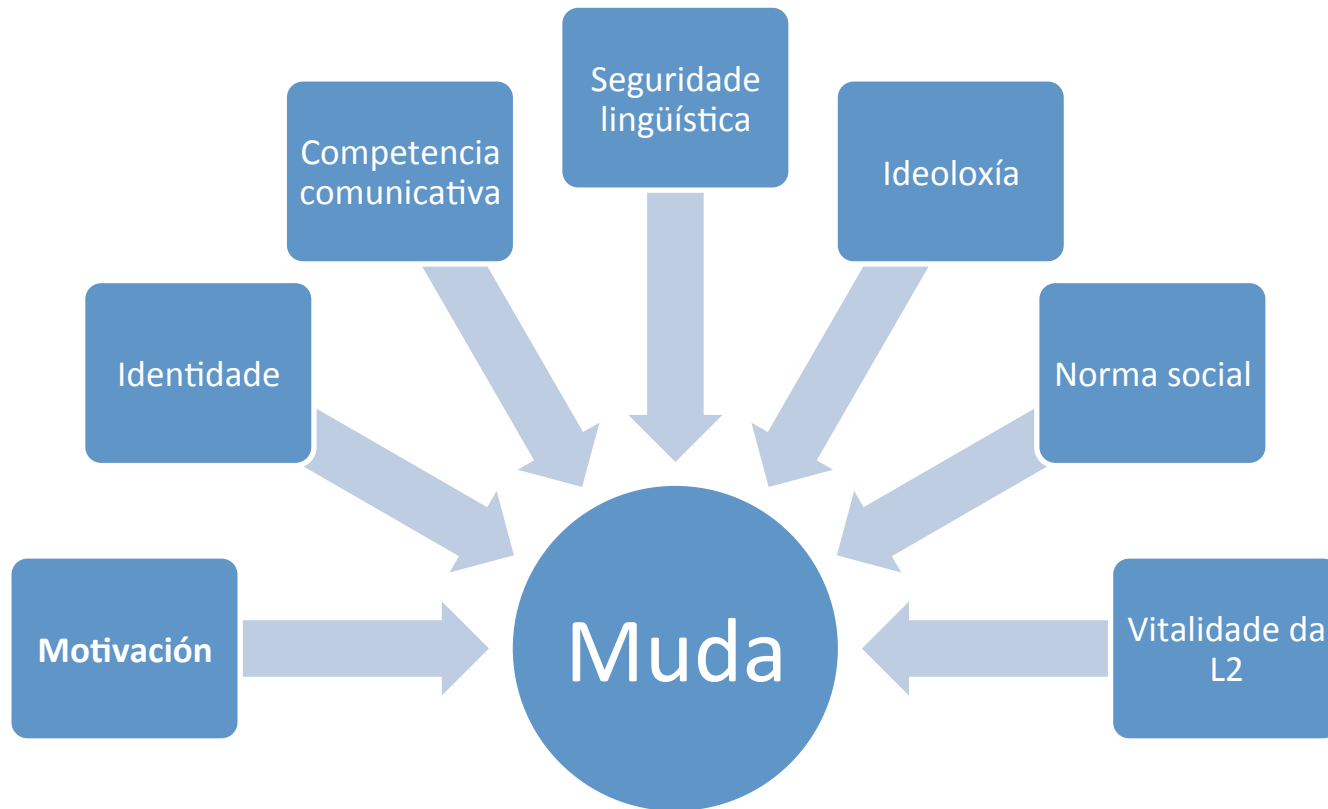 Seguridade
lingüística
Competencia
comunicativa
Ideoloxía
Identidade
Norma social
Motivación
Muda
Vitalidade da
L2